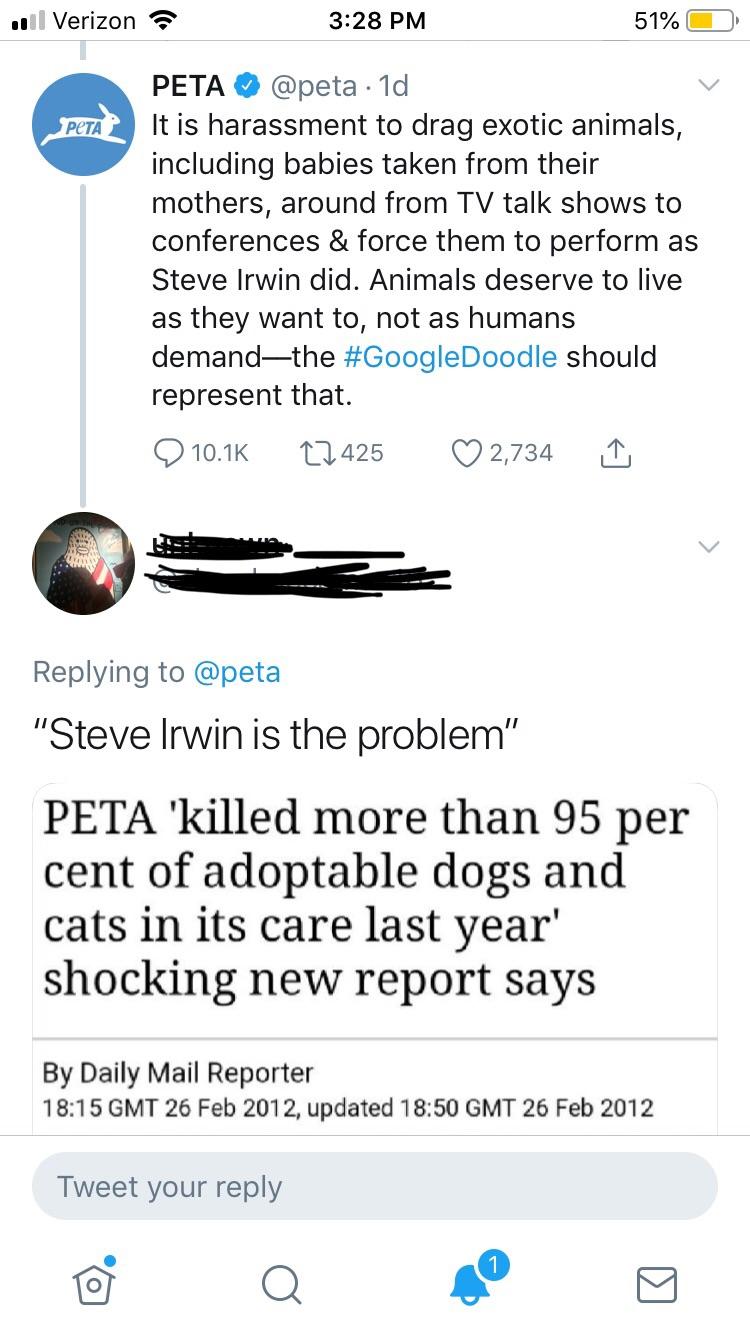 Verizon 3:28 PM 51%
PETA @peta · 1d
PETA
It is harassment to drag exotic animals,
including babies taken from their
mothers, around from TV talk shows to
conferences & force them to perform as
Steve Irwin did. Animals deserve to live
as they want to, not as humans
demand—the #GoogleDoodle should
represent that.
10.1K 425 2,734
Replying to @peta
"Steve Irwin is the problem"
PETA 'killed more than 95 per
cent of adoptable dogs and
cats in its care last year'
shocking new report says
By Daily Mail Reporter
18:15 GMT 26 Feb 2012, updated 18:50 GMT 26 Feb 2012
Tweet your reply
1